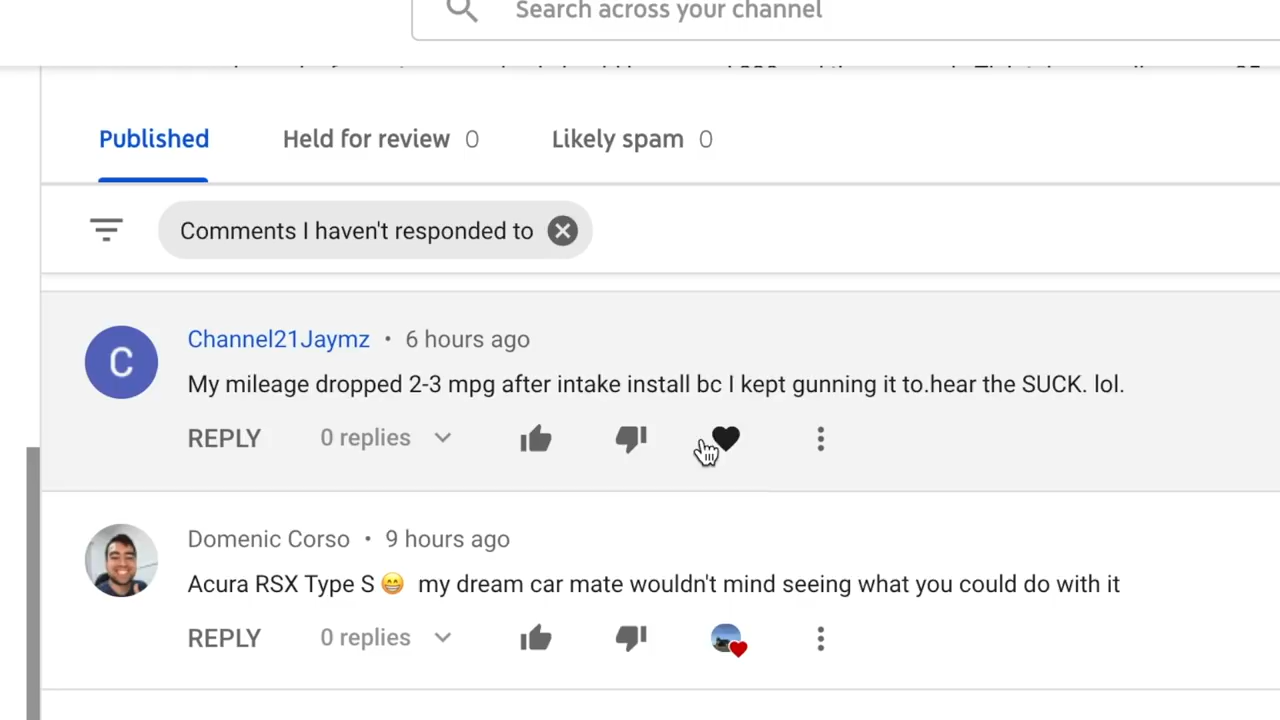 Search across your channel
Published
Held for review 0
Likely spam 0
Comments I haven't responded to
C
Channel21Jaymz • 6 hours ago
My mileage dropped 2-3 mpg after intake install bc I kept gunning it to.hear the SUCK. lol.
REPLY 0 replies
Domenic Corso • 9 hours ago
Acura RSX Type S 😁 my dream car mate wouldn't mind seeing what you could do with it
REPLY 0 replies